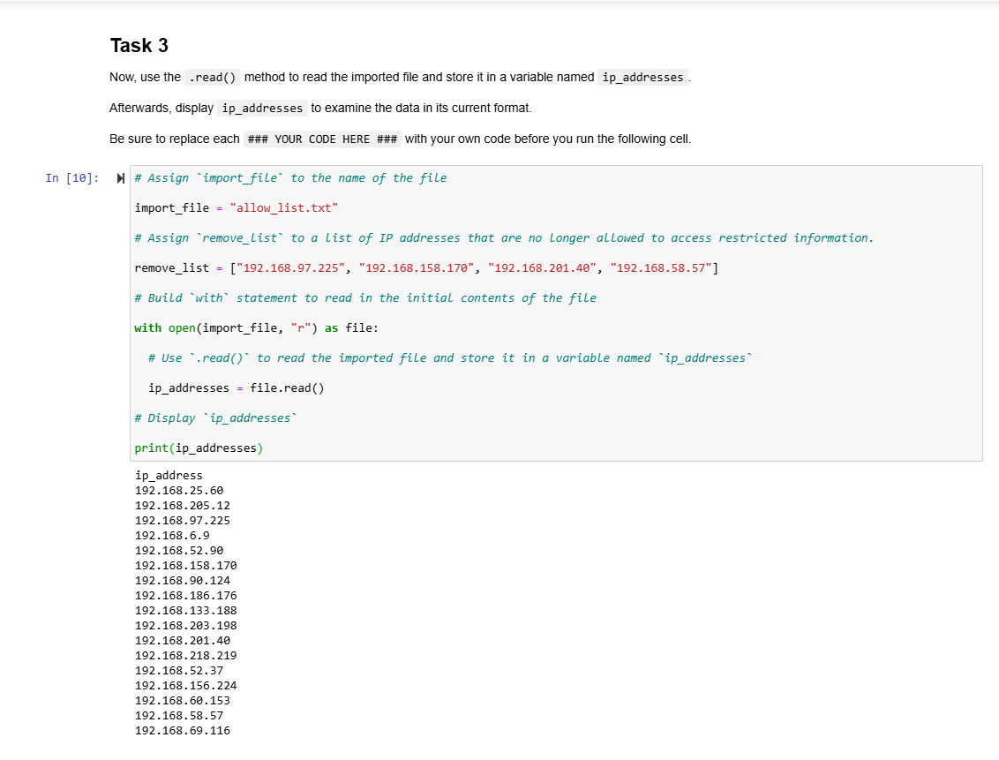 Task 3
Now, use the .read() method to read the imported file and store it in a variable named ip_addresses .
Afterwards, display ip_addresses to examine the data in its current format.
Be sure to replace each ### YOUR CODE HERE ### with your own code before you run the following cell.
In [10]:
# Assign `import_file` to the name of the file
import_file = "allow_list.txt"
# Assign `remove_list` to a list of IP addresses that are no longer allowed to access restricted information.
remove_list = ["192.168.97.225", "192.168.158.170", "192.168.201.40", "192.168.58.57"]
# Build `with` statement to read in the initial contents of the file
with open(import_file, "r") as file:
  # Use `.read()` to read the imported file and store it in a variable named `ip_addresses`
  ip_addresses = file.read()
# Display `ip_addresses`
print(ip_addresses)
ip_address
192.168.25.60
192.168.205.12
192.168.97.225
192.168.6.9
192.168.52.90
192.168.158.170
192.168.90.124
192.168.186.176
192.168.133.188
192.168.203.198
192.168.201.40
192.168.218.219
192.168.52.37
192.168.156.224
192.168.60.153
192.168.58.57
192.168.69.116